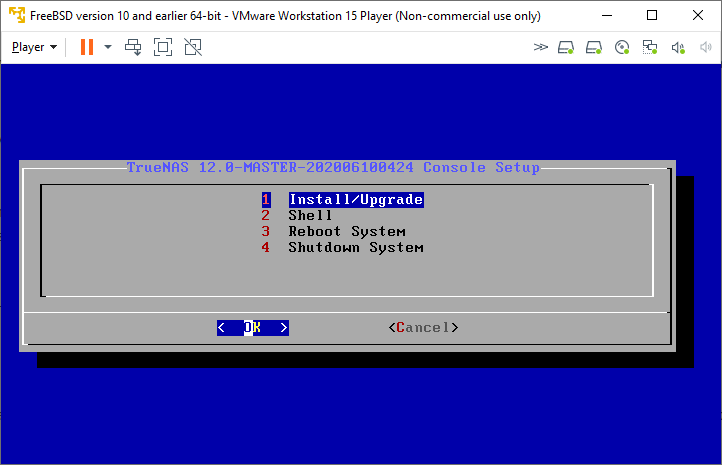 FreeBSD version 10 and earlier 64-bit - VMware Workstation 15 Player (Non-commercial use only)
Player
TrueNAS 12.0-MASTER-202006100424 Console Setup
1 Install/Upgrade
2 Shell
3 Reboot System
4 Shutdown System
< OK > <Cancel>